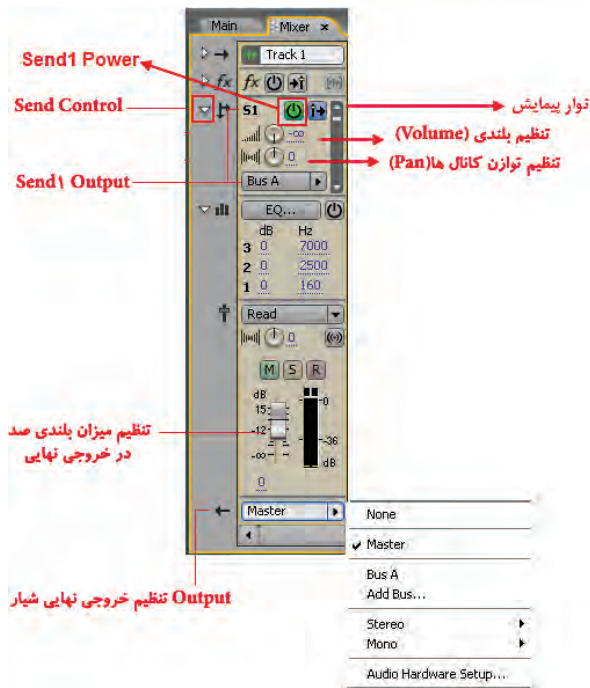 Main Mixer ×
Track 1
Send1 Power
fx fx
Send Control
S1
نوار پیمایش
-∞
تنظیم بلندی (Volume)
0
تنظیم توازن کانال ها(Pan)
Send۱ Output
Bus A
EQ...
dB Hz
3 0 7000
2 0 2500
1 0 160
Read
0
M S R
dB
15 0
-12 -36
-∞ dB
تنظیم میزان بلندی صد
در خروجی نهایی
0
Master
None
Master
Bus A
Add Bus...
Output تنظیم خروجی نهایی شیار
Stereo
Mono
Audio Hardware Setup...